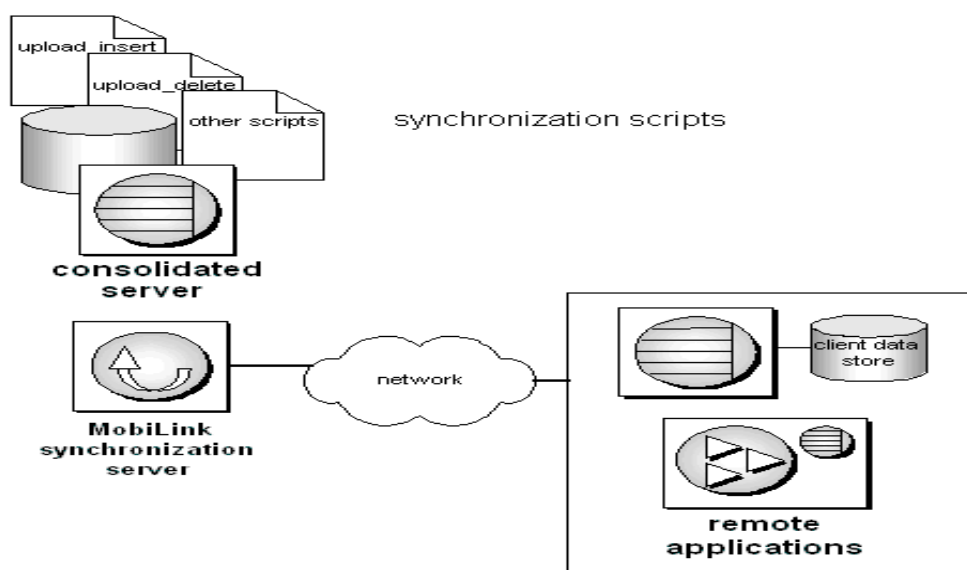 upload_insert
upload_delete
other scripts
synchronization scripts
consolidated
server
MobiLink
synchronization
server
network
client data
store
remote
applications